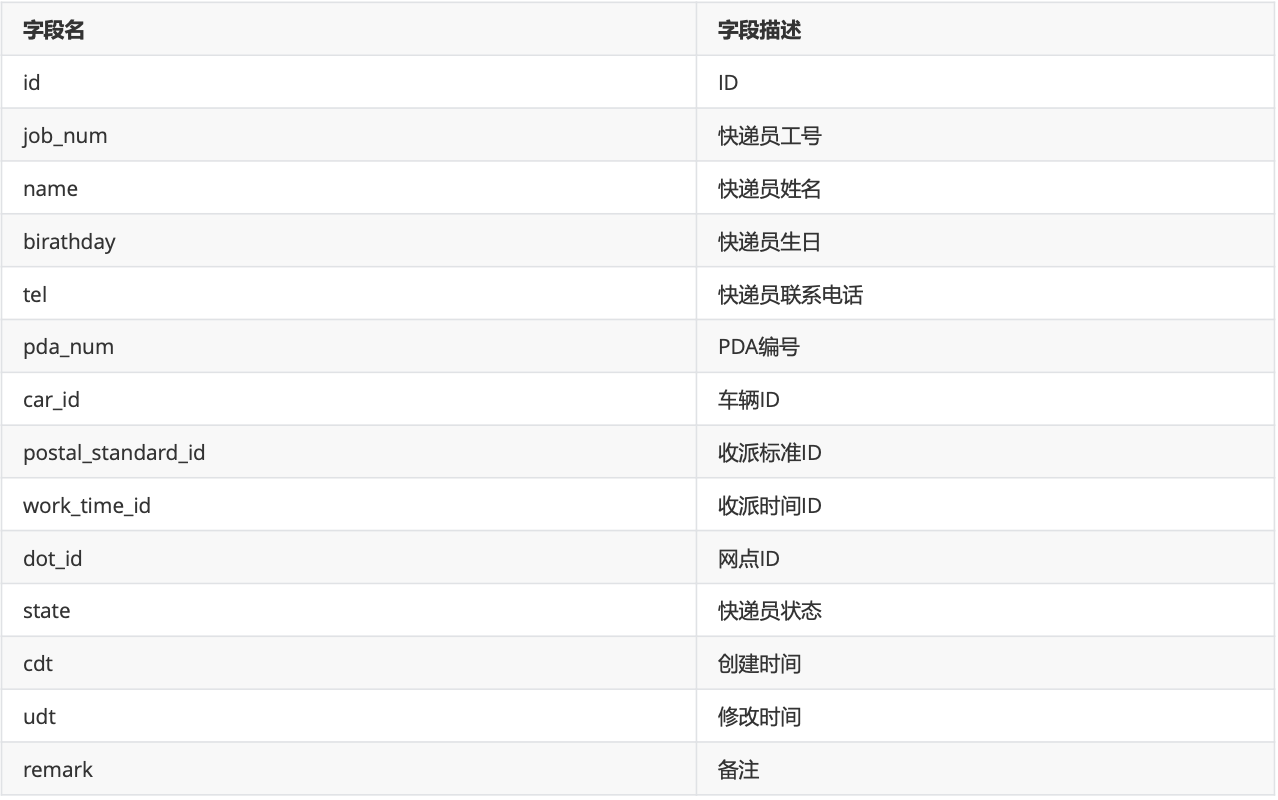 字段名 字段描述
id ID
job_num 快递员工号
name 快递员姓名
birathday 快递员生日
tel 快递员联系电话
pda_num PDA编号
car_id 车辆ID
postal_standard_id 收派标准ID
work_time_id 收派时间ID
dot_id 网点ID
state 快递员状态
cdt 创建时间
udt 修改时间
remark 备注